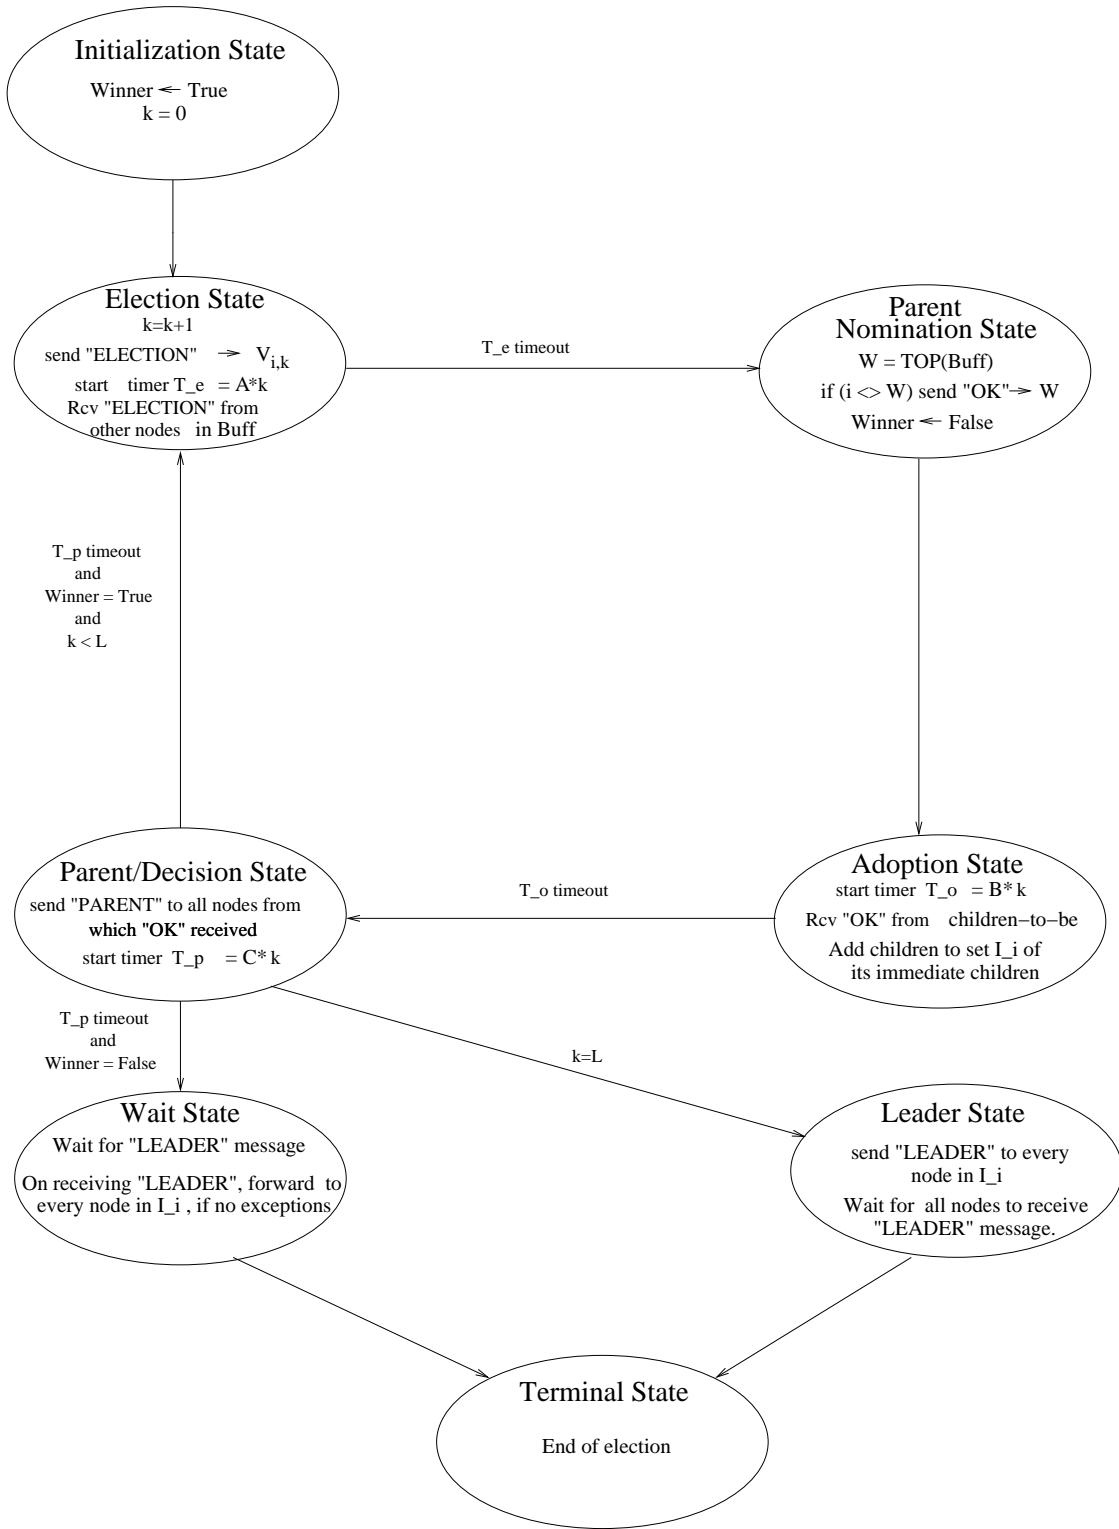 Initialization State
Winner ← True
k = 0
Election State
k=k+1
send "ELECTION" → V_{i,k}
start timer T_e = A*k
Rcv "ELECTION" from
other nodes in Buff
T_e timeout
Parent
Nomination State
W = TOP(Buff)
if (i <> W) send "OK"→ W
Winner ← False
T_p timeout
and
Winner = True
and
k < L
Parent/Decision State
send "PARENT" to all nodes from
which "OK" received
start timer T_p = C* k
T_o timeout
Adoption State
start timer T_o = B* k
Rcv "OK" from children−to−be
Add children to set I_i of
its immediate children
T_p timeout
and
Winner = False
k=L
Wait State
Wait for "LEADER" message
On receiving "LEADER", forward to
every node in I_i , if no exceptions
Leader State
send "LEADER" to every
node in I_i
Wait for all nodes to receive
"LEADER" message.
Terminal State
End of election